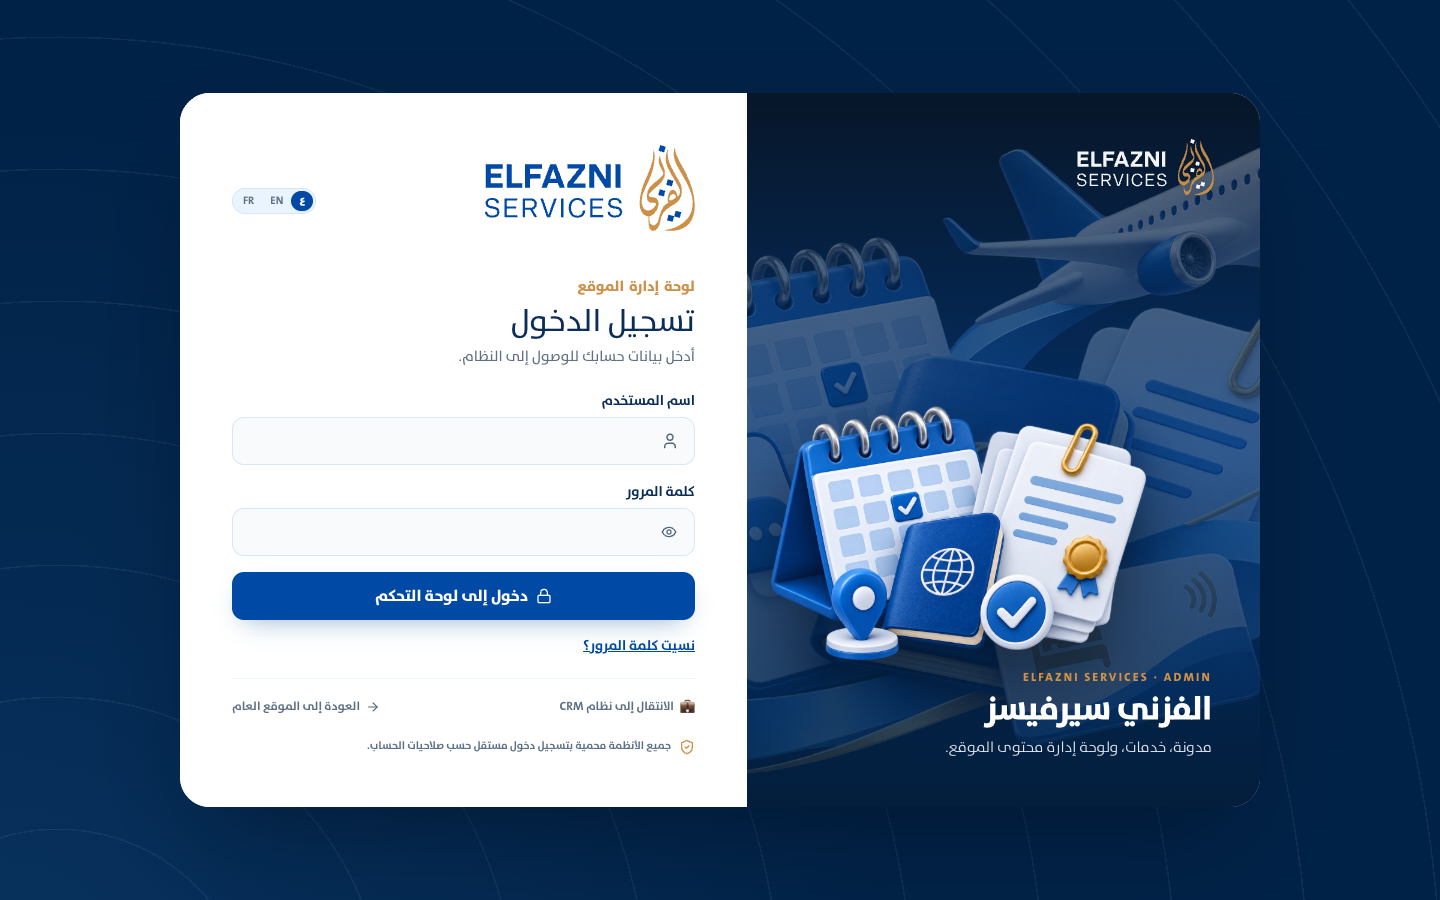 ELFAZNI
SERVICES
ELFAZNI SERVICES · ADMIN
الفزني سيرفيسز
مدونة، خدمات، ولوحة إدارة محتوى الموقع.
ELFAZNI
SERVICES
ع EN FR
لوحة إدارة الموقع
تسجيل الدخول
أدخل بيانات حسابك للوصول إلى النظام.
اسم المستخدم
كلمة المرور
دخول إلى لوحة التحكم
نسيت كلمة المرور؟
الانتقال إلى نظام CRM
العودة إلى الموقع العام
جميع الأنظمة محمية بتسجيل دخول مستقل حسب صلاحيات الحساب.